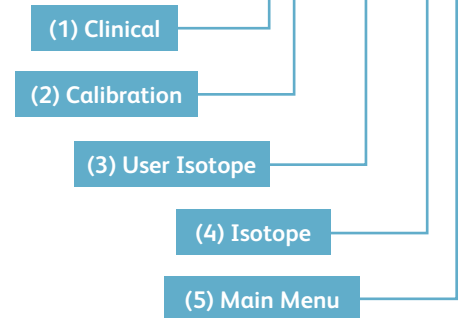 (1) Clinical
(2) Calibration
(3) User Isotope
(4) Isotope
(5) Main Menu